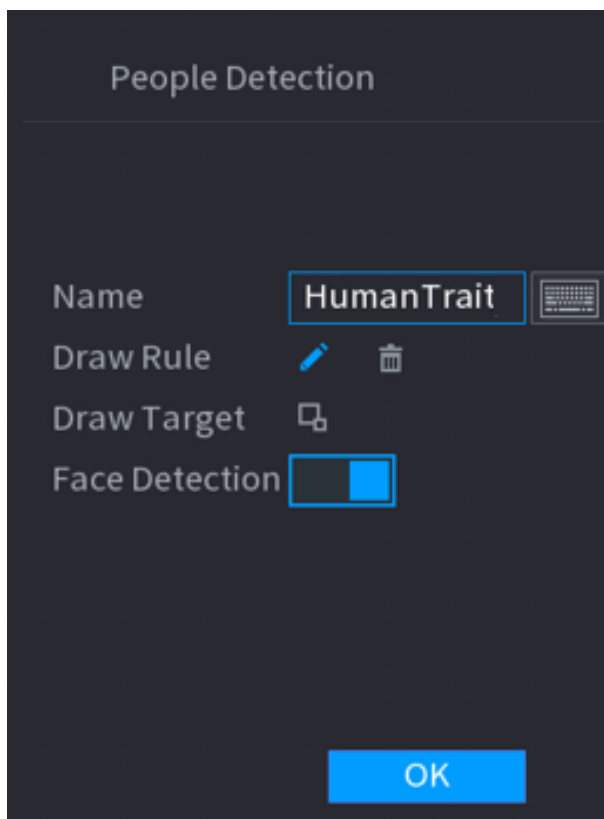 People Detection
Name HumanTrait
Draw Rule
Draw Target
Face Detection
OK